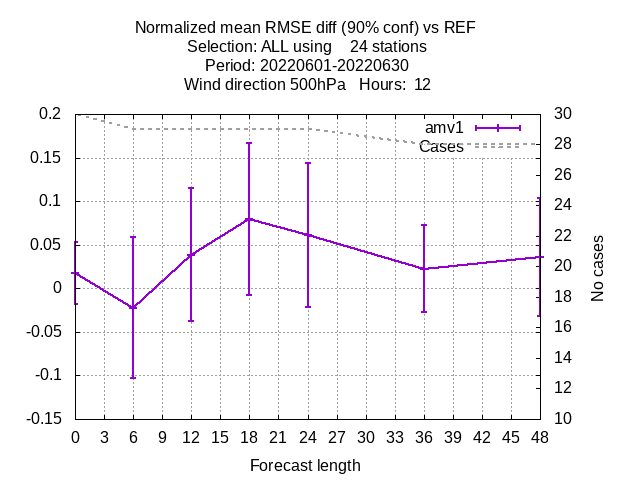 Normalized mean RMSE diff (90% conf) vs REF
Selection: ALL using    24 stations
Period: 20220601-20220630
Wind direction 500hPa   Hours:  12
0.2
0.15
0.1
0.05
0
-0.05
-0.1
-0.15
amv1
Cases
30
28
26
24
22
20
18
16
14
12
10
No cases
0 3 6 9 12 15 18 21 24 27 30 33 36 39 42 45 48
Forecast length